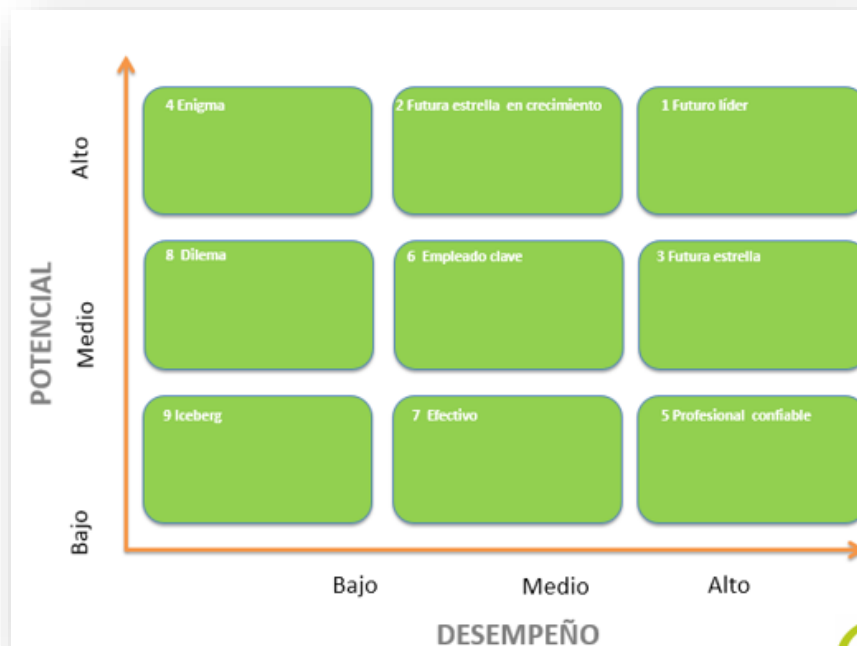 4 Enigma
2 Futura estrella en crecimiento
1 Futuro líder
Alto
8 Dilema
6 Empleado clave
3 Futura estrella
POTENCIAL
Medio
9 Iceberg
7 Efectivo
5 Profesional confiable
Bajo
Bajo
Medio
Alto
DESEMPEÑO